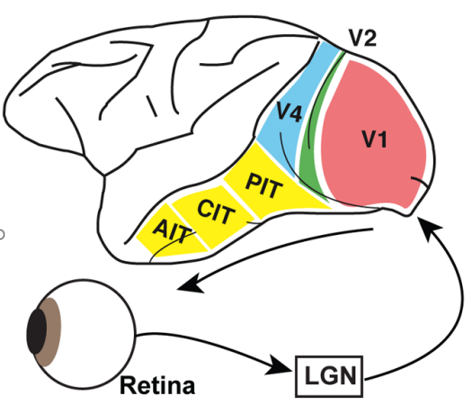 V2
V4
V1
PIT
CIT
AIT
Retina
LGN